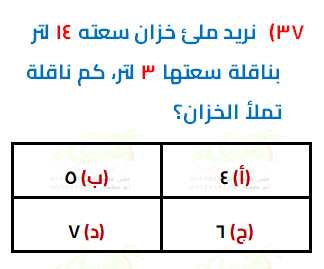 ٣٧) نريد ملئ خزان سعته ١٤ لتر
بناقلة سعتها ٣ لتر، كم ناقلة
تملأ الخزان؟
(أ) ٤
(ب) ٥
(ج) ٦
(د) ٧